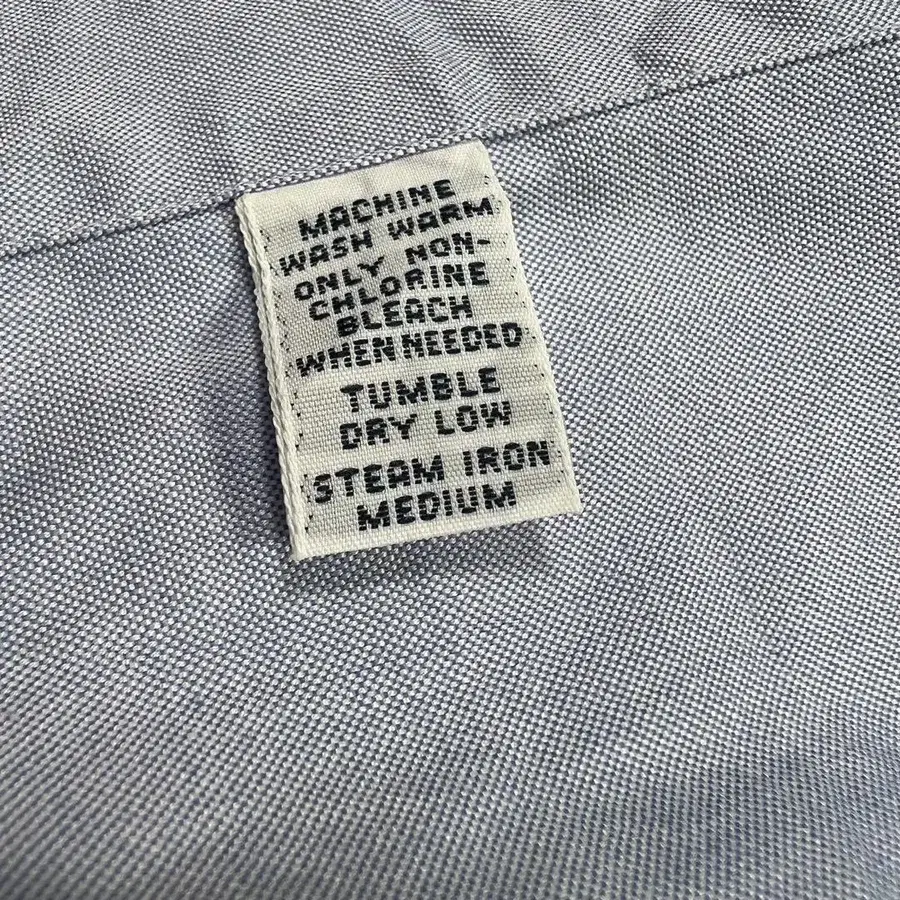 MACHINE
WASH WARM
ONLY NON-
CHLORINE
BLEACH
WHEN NEEDED
TUMBLE
DRY LOW
STEAM IRON
MEDIUM